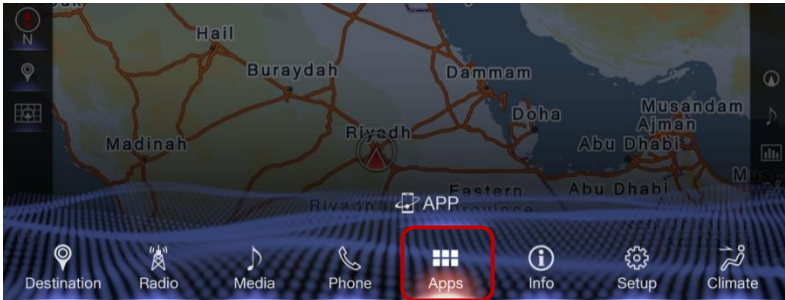 N
Hail
Buraydah
Dammam
Doha
Musandam
Ajman
Abu Dhabi
Madinah
Riyadh
Eastern
Province
Abu Dhabi
APP
Destination
Radio
Media
Phone
Apps
Info
Setup
Climate